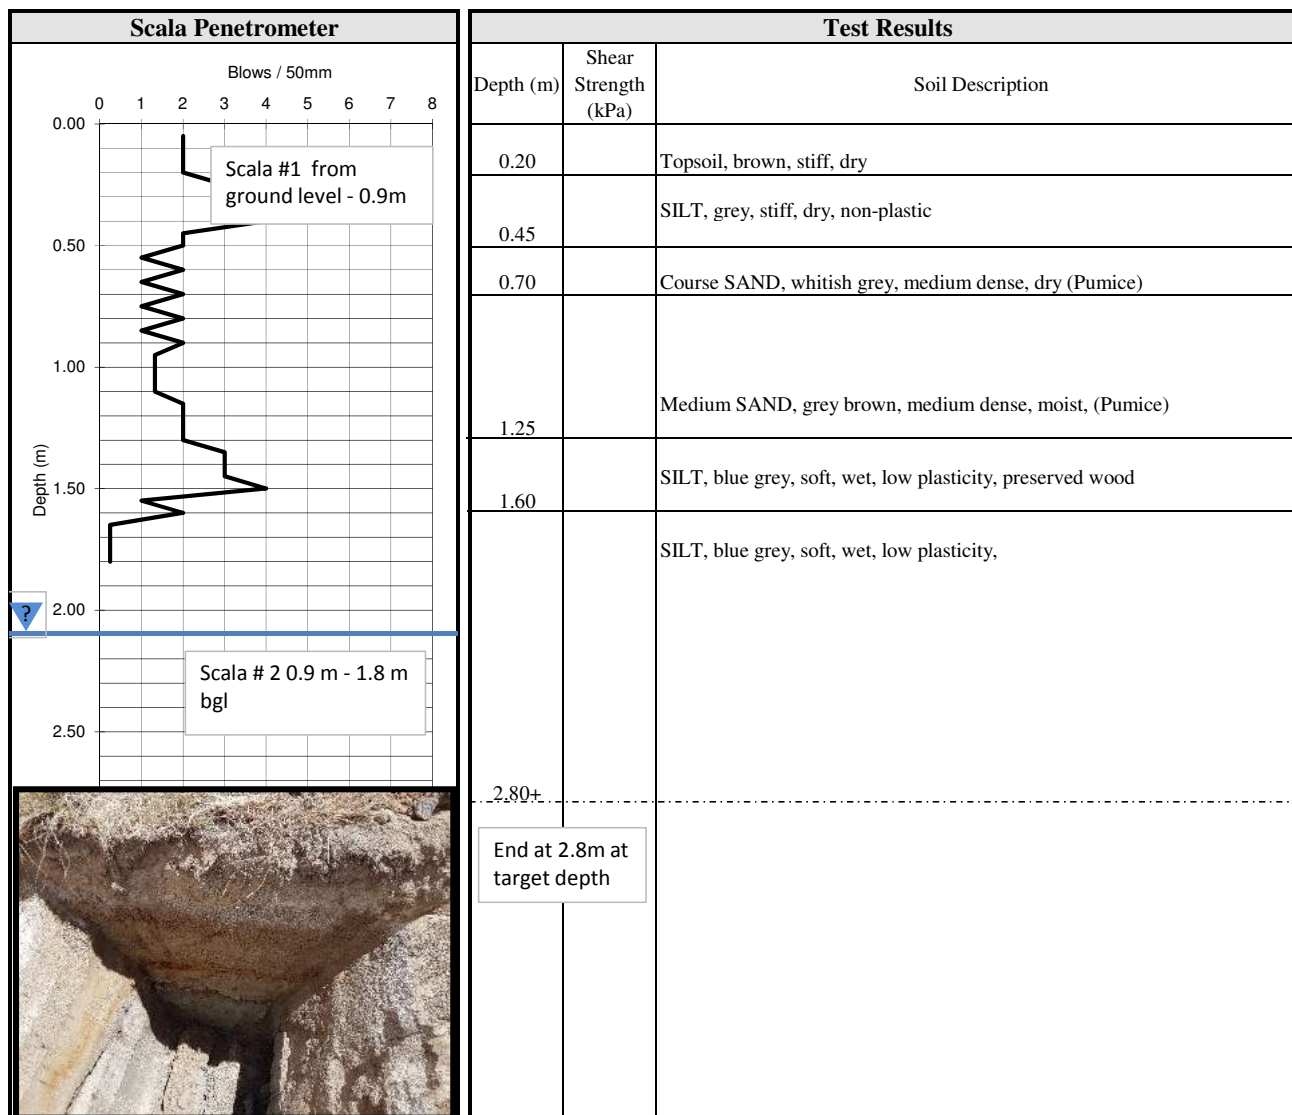 Scala Penetrometer
Blows / 50mm
0 1 2 3 4 5 6 7 8
0.00
0.50
1.00
1.50
2.00
2.50
Depth (m)
Scala #1 from
ground level - 0.9m
?
Scala # 2 0.9 m - 1.8 m
bgl
Test Results
Depth (m)
Shear
Strength
(kPa)
Soil Description
0.20 Topsoil, brown, stiff, dry
SILT, grey, stiff, dry, non-plastic
0.45
0.70 Course SAND, whitish grey, medium dense, dry (Pumice)
Medium SAND, grey brown, medium dense, moist, (Pumice)
1.25
SILT, blue grey, soft, wet, low plasticity, preserved wood
1.60
SILT, blue grey, soft, wet, low plasticity,
2.80+
End at 2.8m at
target depth